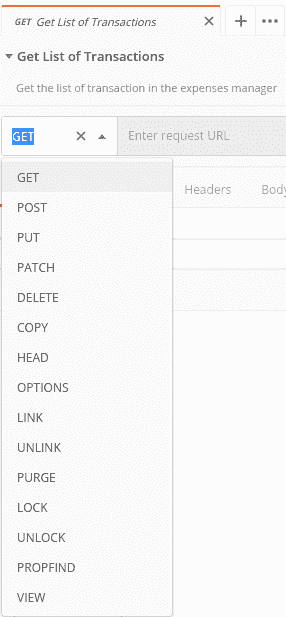 GET Get List of Transactions
Get List of Transactions
Get the list of transaction in the expenses manager
GET Enter request URL
GET
Headers Body
POST
PUT
PATCH
DELETE
COPY
HEAD
OPTIONS
LINK
UNLINK
PURGE
LOCK
UNLOCK
PROPFIND
VIEW